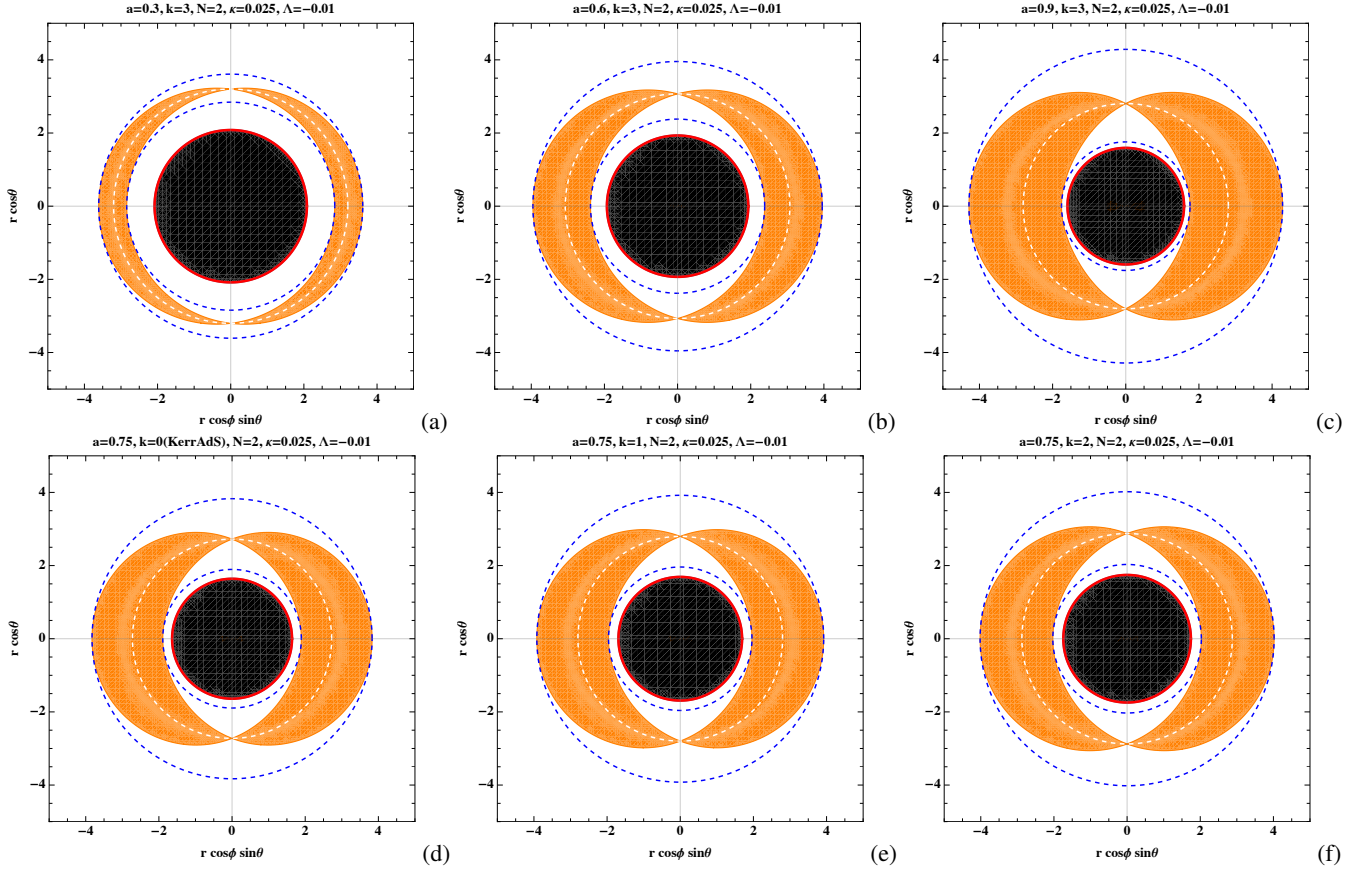 a=0.3, k=3, N=2, κ=0.025, Λ=−0.01
4
2
0
−2
−4
r cosθ
−4 −2 0 2 4
r cosϕ sinθ
(a)
a=0.6, k=3, N=2, κ=0.025, Λ=−0.01
4
2
0
−2
−4
r cosθ
−4 −2 0 2 4
r cosϕ sinθ
(b)
a=0.9, k=3, N=2, κ=0.025, Λ=−0.01
4
2
0
−2
−4
r cosθ
−4 −2 0 2 4
r cosϕ sinθ
(c)
a=0.75, k=0(KerrAdS), N=2, κ=0.025, Λ=−0.01
4
2
0
−2
−4
r cosθ
−4 −2 0 2 4
r cosϕ sinθ
(d)
a=0.75, k=1, N=2, κ=0.025, Λ=−0.01
4
2
0
−2
−4
r cosθ
−4 −2 0 2 4
r cosϕ sinθ
(e)
a=0.75, k=2, N=2, κ=0.025, Λ=−0.01
4
2
0
−2
−4
r cosθ
−4 −2 0 2 4
r cosϕ sinθ
(f)